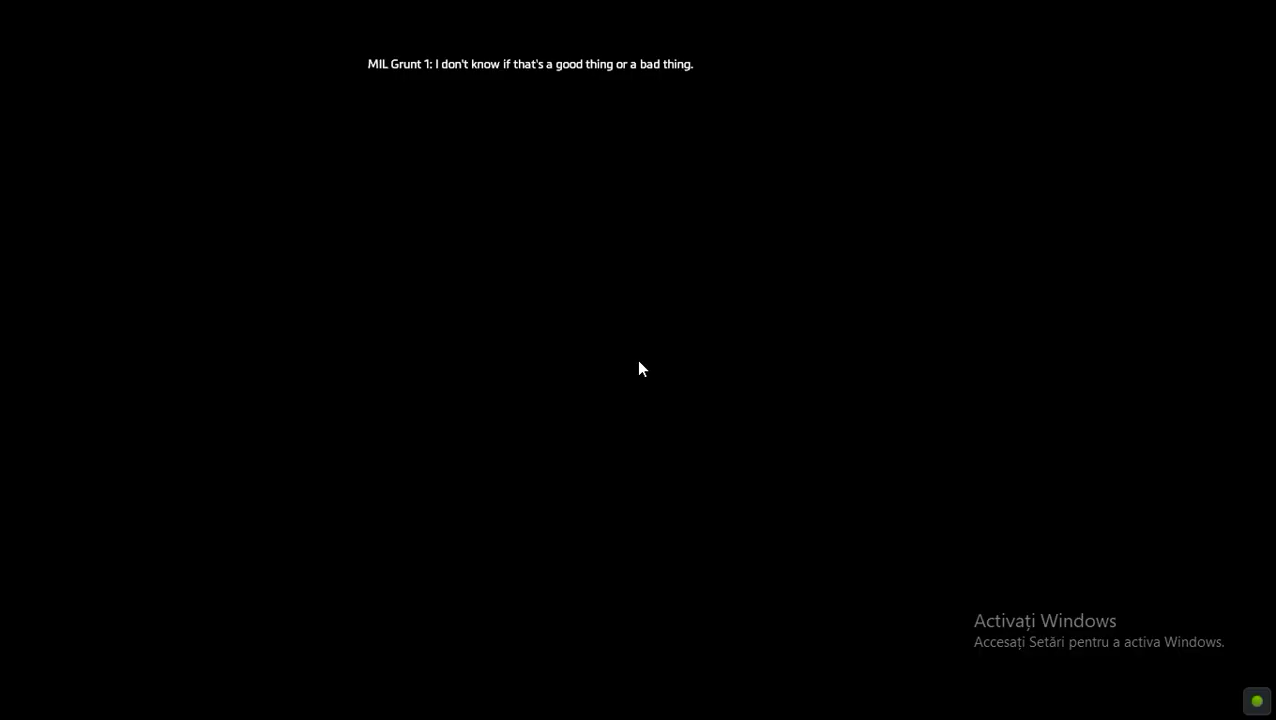 MIL Grunt 1: I don't know if that's a good thing or a bad thing.
Activați Windows
Accesați Setări pentru a activa Windows.